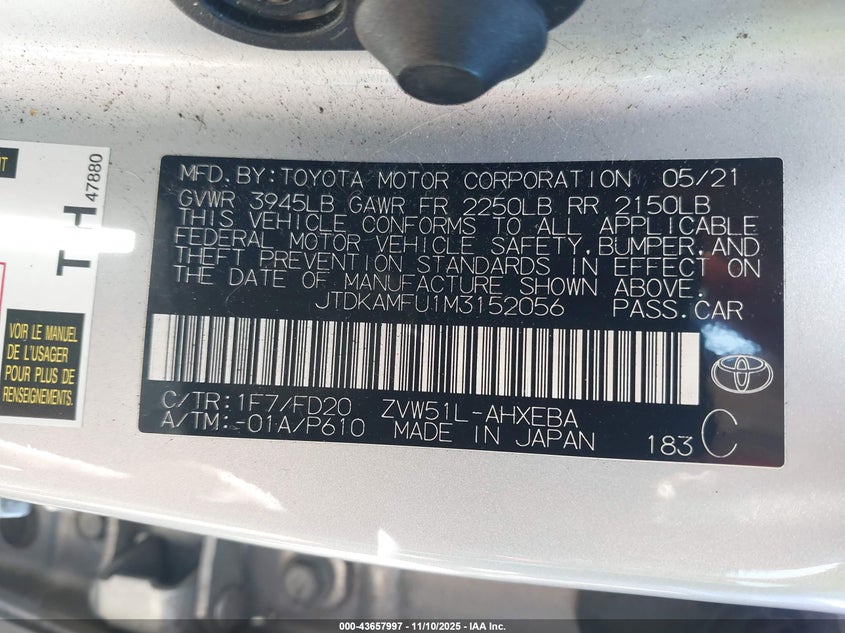 MFD.BY:TOYOTA MOTOR CORPORATION 05/21
GVWR 3945LB GAWR FR 2250LB RR 2150LB
THIS VEHICLE CONFORMS TO ALL APPLICABLE
FEDERAL MOTOR VEHICLE SAFETY,BUMPER,AND
THEFT PREVENTION STANDARDS IN EFFECT ON
THE DATE OF MANUFACTURE SHOWN ABOVE.
JTDKAMFU1M3152056 PASS.CAR
C/TR:1F7/FD20 ZVW51L-AHXEBA
A/TM:-01A/P610 MADE IN JAPAN 183 C
47880
VOIR LE MANUEL
DE L'USAGER
POUR PLUS DE
RENSEIGNEMENTS.
000-43657997 - 11/10/2025 - IAA Inc.